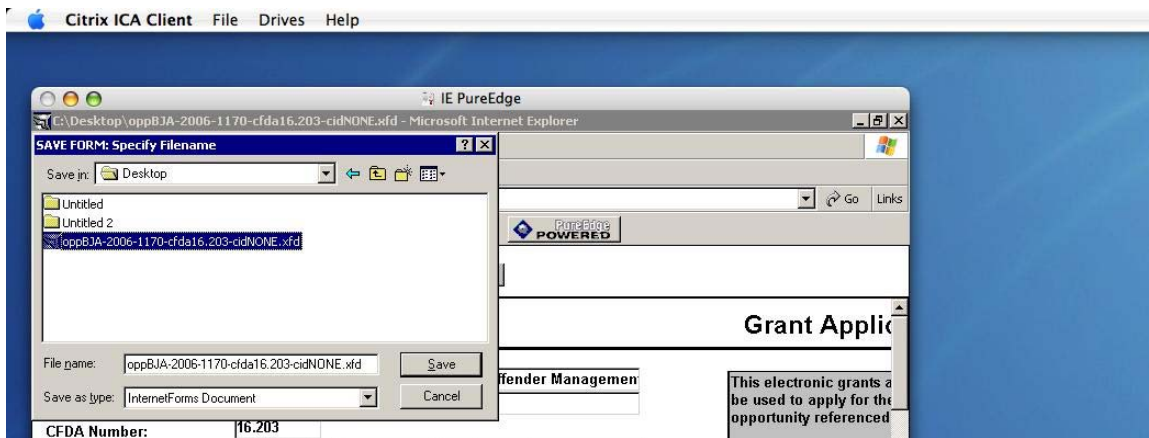 Citrix ICA Client File Drives Help
IE PureEdge
C:\Desktop\oppBJA-2006-1170-cfda16.203-cidNONE.xfd - Microsoft Internet Explorer
SAVE FORM: Specify Filename
Save in: Desktop
Go Links
Untitled
Untitled 2
PureEdge
POWERED
oppBJA-2006-1170-cfda16.203-cidNONE.xfd
Grant Applic
File name: oppBJA-2006-1170-cfda16.203-cidNONE.xfd Save
ffender Managemen
This electronic grants a
Save as type: InternetForms Document Cancel
be used to apply for the
opportunity referenced
CFDA Number: 16.203